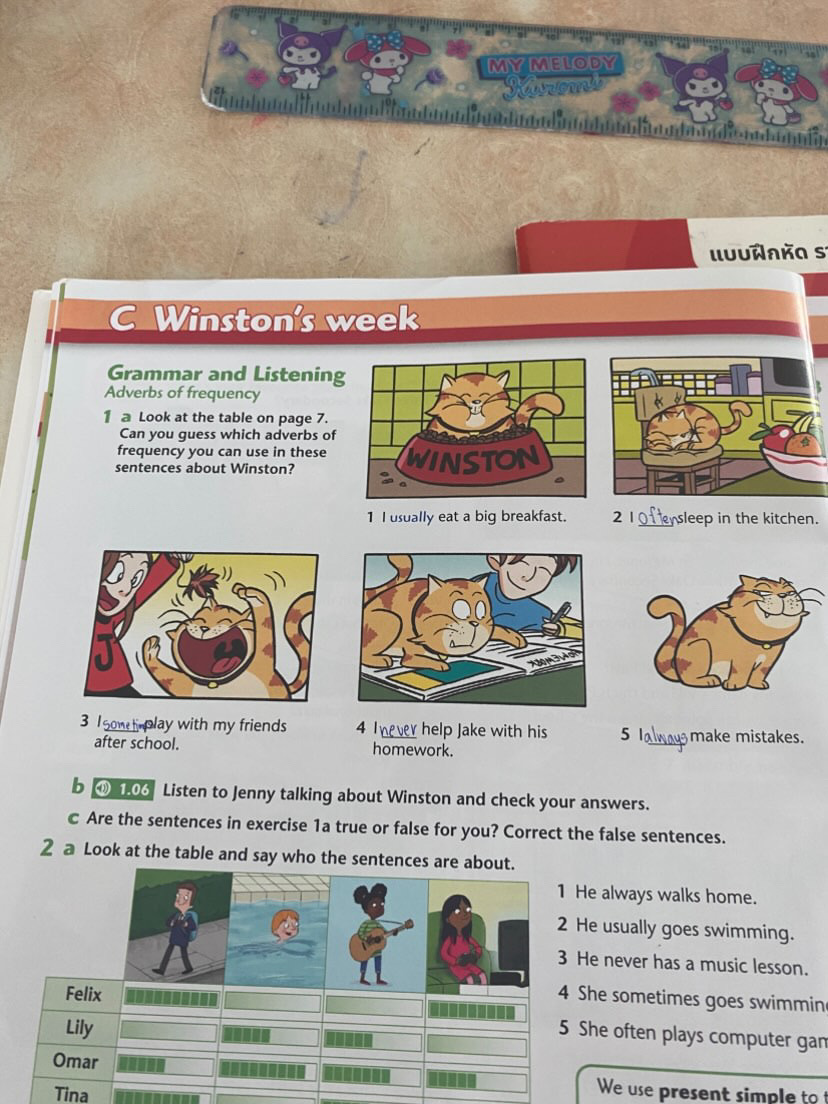 MY MELODY
Kuromi
แบบฝึกหัด
C Winston's week
Grammar and Listening
Adverbs of frequency
1 a Look at the table on page 7.
Can you guess which adverbs of
frequency you can use in these
sentences about Winston?
WINSTON
1 I usually eat a big breakfast.
2 I often sleep in the kitchen.
J
HOMEWORK
3 I sometim play with my friends
after school.
4 I never help Jake with his
homework.
5 I always make mistakes.
b 1.06 Listen to Jenny talking about Winston and check your answers.
c Are the sentences in exercise 1a true or false for you? Correct the false sentences.
2 a Look at the table and say who the sentences are about.
1 He always walks home.
2 He usually goes swimming.
3 He never has a music lesson.
4 She sometimes goes
5 She often plays computer
Felix
Lily
Omar
Tina
We use present simple to